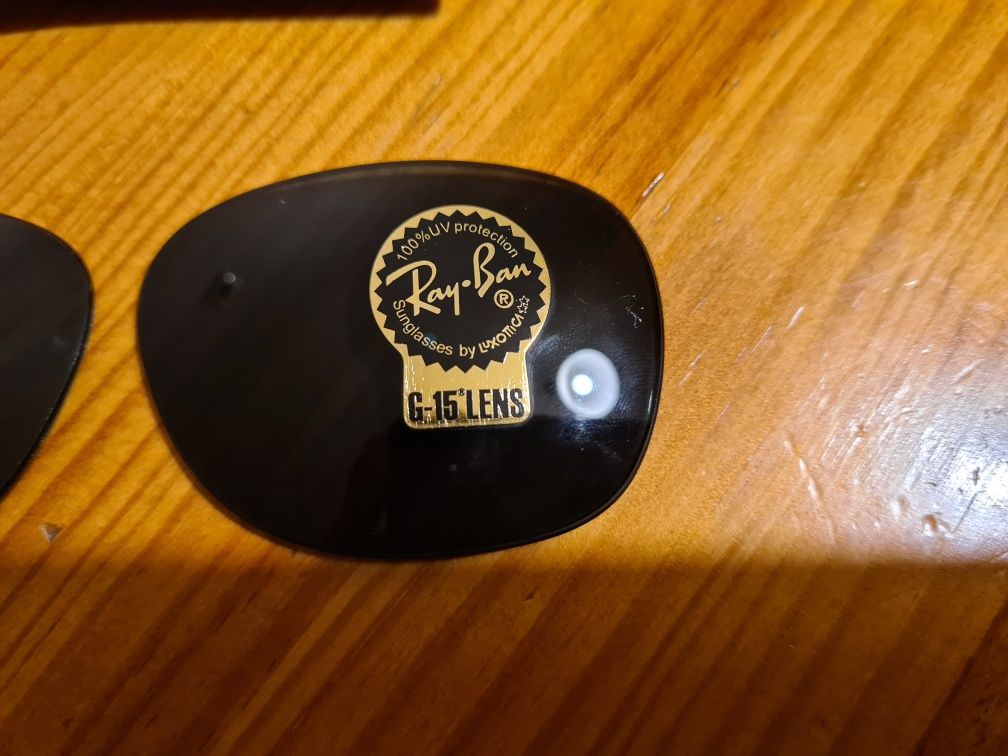 100%UV protection
Ray-Ban®
Sunglasses by LUXOTTICA
G-15® LENS